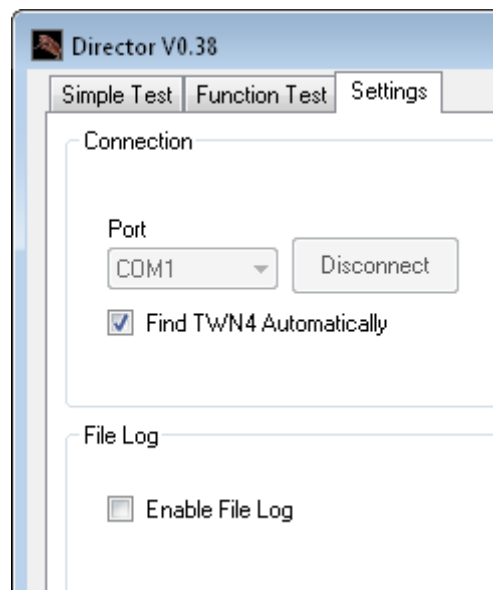 Director V0.38
Simple Test Function Test Settings
Connection
Port
COM1 Disconnect
Find TWN4 Automatically
File Log
Enable File Log